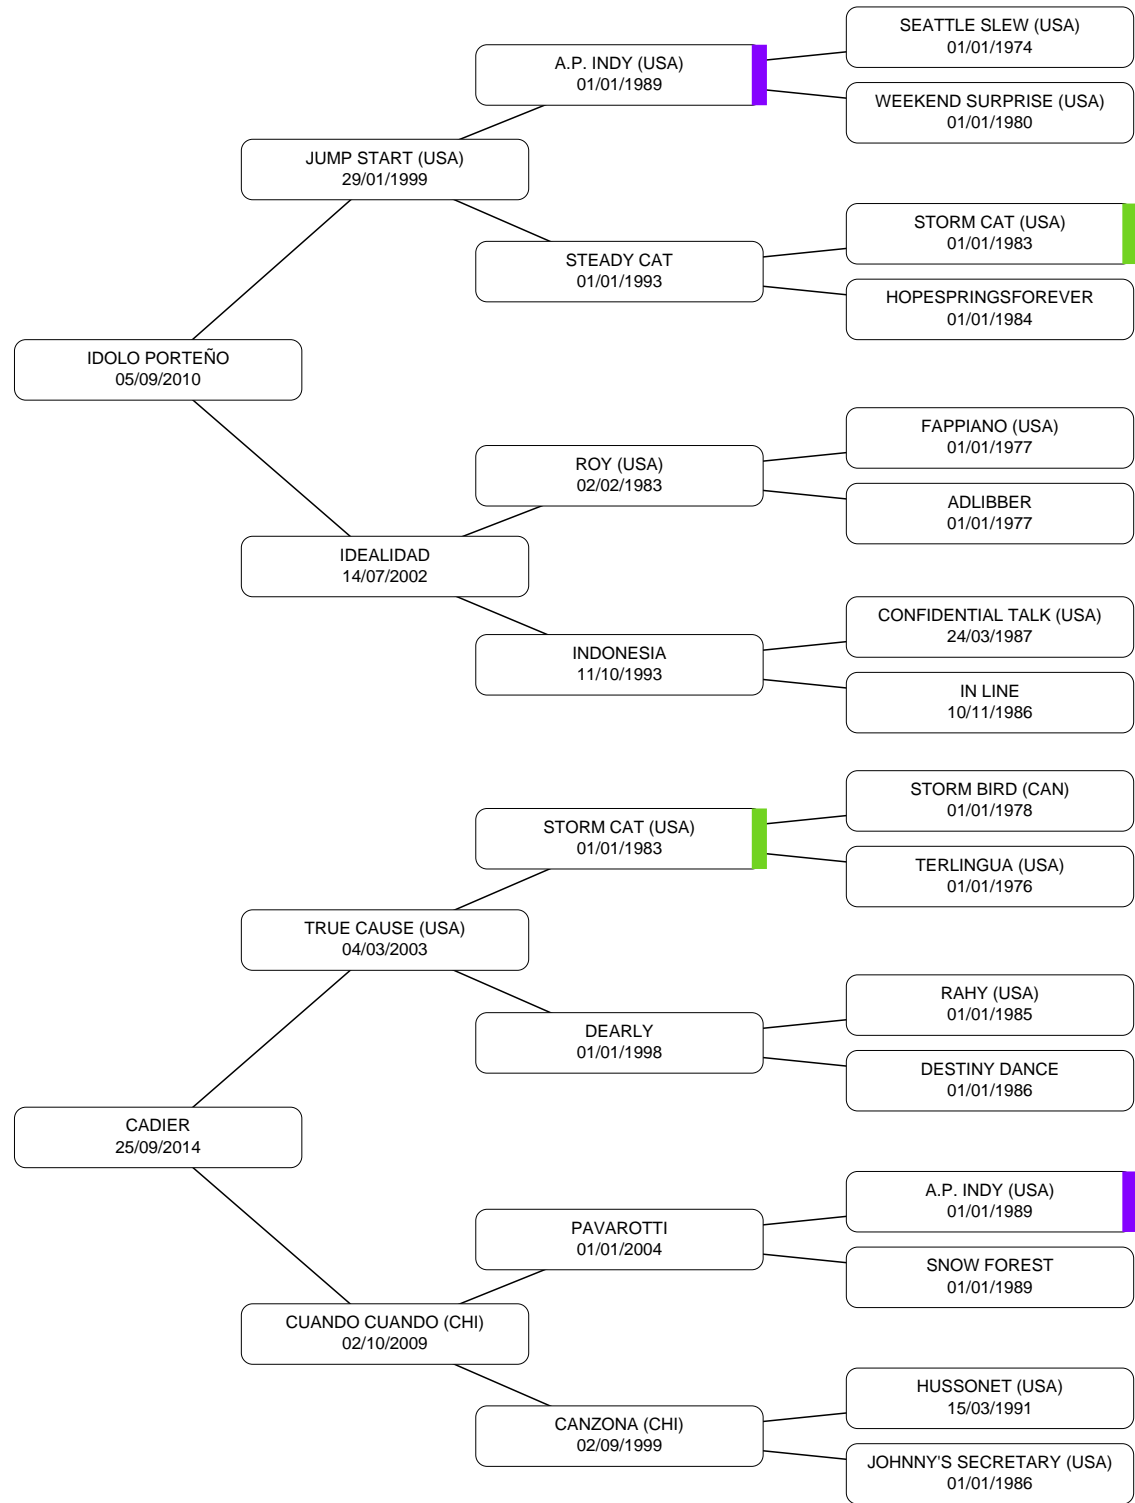 SEATTLE SLEW (USA)
01/01/1974
A.P. INDY (USA)
01/01/1989
WEEKEND SURPRISE (USA)
01/01/1980
JUMP START (USA)
29/01/1999
STORM CAT (USA)
01/01/1983
STEADY CAT
01/01/1993
HOPESPRINGSFOREVER
01/01/1984
IDOLO PORTEÑO
05/09/2010
FAPPIANO (USA)
01/01/1977
ROY (USA)
02/02/1983
ADLIBBER
01/01/1977
IDEALIDAD
14/07/2002
CONFIDENTIAL TALK (USA)
24/03/1987
INDONESIA
11/10/1993
IN LINE
10/11/1986
STORM BIRD (CAN)
01/01/1978
STORM CAT (USA)
01/01/1983
TERLINGUA (USA)
01/01/1976
TRUE CAUSE (USA)
04/03/2003
RAHY (USA)
01/01/1985
DEARLY
01/01/1998
DESTINY DANCE
01/01/1986
CADIER
25/09/2014
A.P. INDY (USA)
01/01/1989
PAVAROTTI
01/01/2004
SNOW FOREST
01/01/1989
CUANDO CUANDO (CHI)
02/10/2009
HUSSONET (USA)
15/03/1991
CANZONA (CHI)
02/09/1999
JOHNNY'S SECRETARY (USA)
01/01/1986